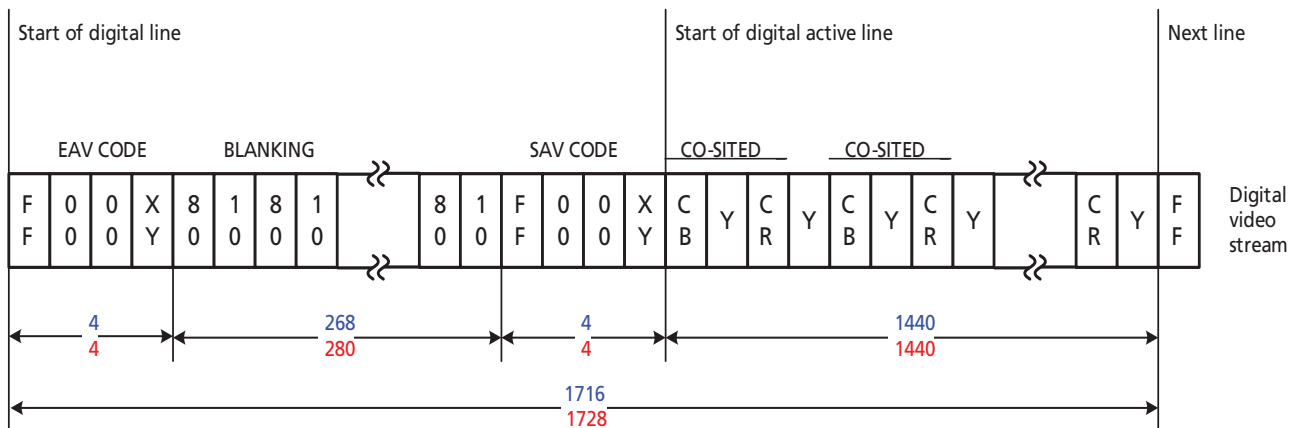 Start of digital line Start of digital active line Next line
EAV CODE BLANKING SAV CODE CO-SITED CO-SITED
F 0 0 X 8 1 8 1 8 1 F 0 0 X C Y C Y C Y C Y C Y F
F 0 0 Y 0 0 0 0 0 0 F 0 0 Y B R B R R F
Digital
video
stream
4 268 4 1440
4 280 4 1440
1716
1728